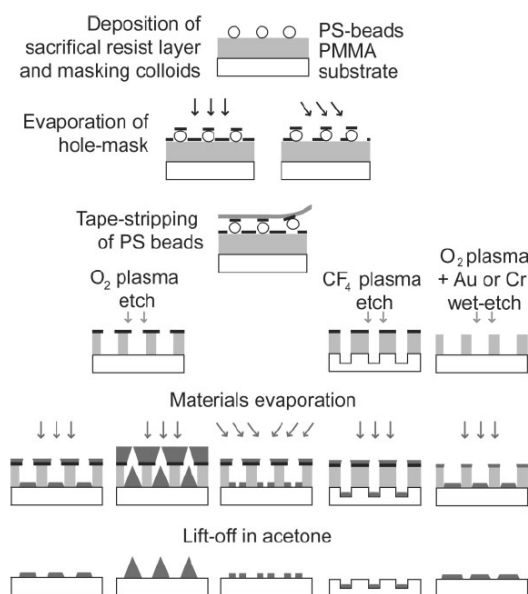 Deposition of
sacrifical resist layer
and masking colloids
PS-beads
PMMA
substrate
Evaporation of
hole-mask
Tape-stripping
of PS beads
O₂ plasma
etch
CF₄ plasma
etch
O₂ plasma
+ Au or Cr
wet-etch
Materials evaporation
Lift-off in acetone